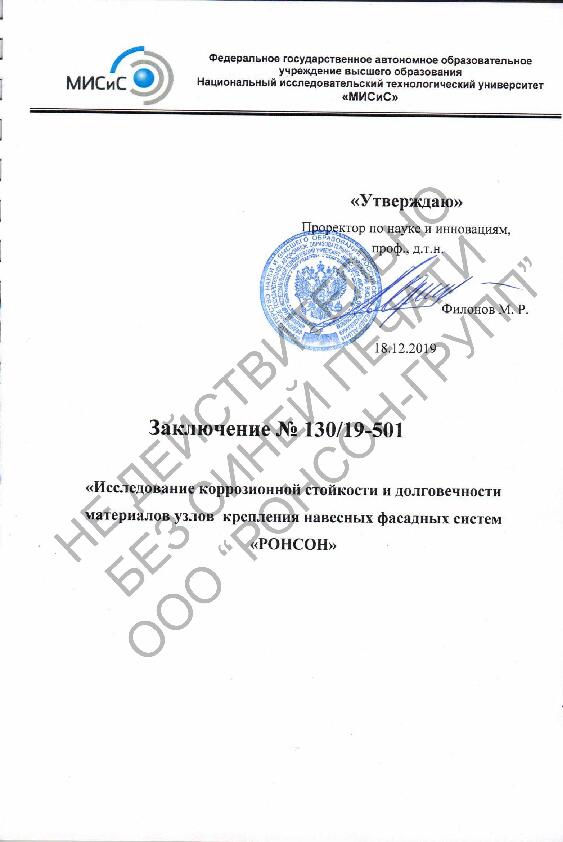 МИСиС
Федеральное государственное автономное образовательное
учреждение высшего образования
Национальный исследовательский технологический университет
«МИСиС»
«Утверждаю»
Проректор по науке и инновациям,
проф., д.т.н.
Филонов М. Р.
18.12.2019
Заключение № 130/19-501
«Исследование коррозионной стойкости и долговечности
материалов узлов крепления навесных фасадных систем
«РОНСОН»
НЕ ДЕЙСТВИТЕЛЬНО
БЕЗ СИНЕЙ ПЕЧАТИ
ООО “РОНСОН-ГРУПП”